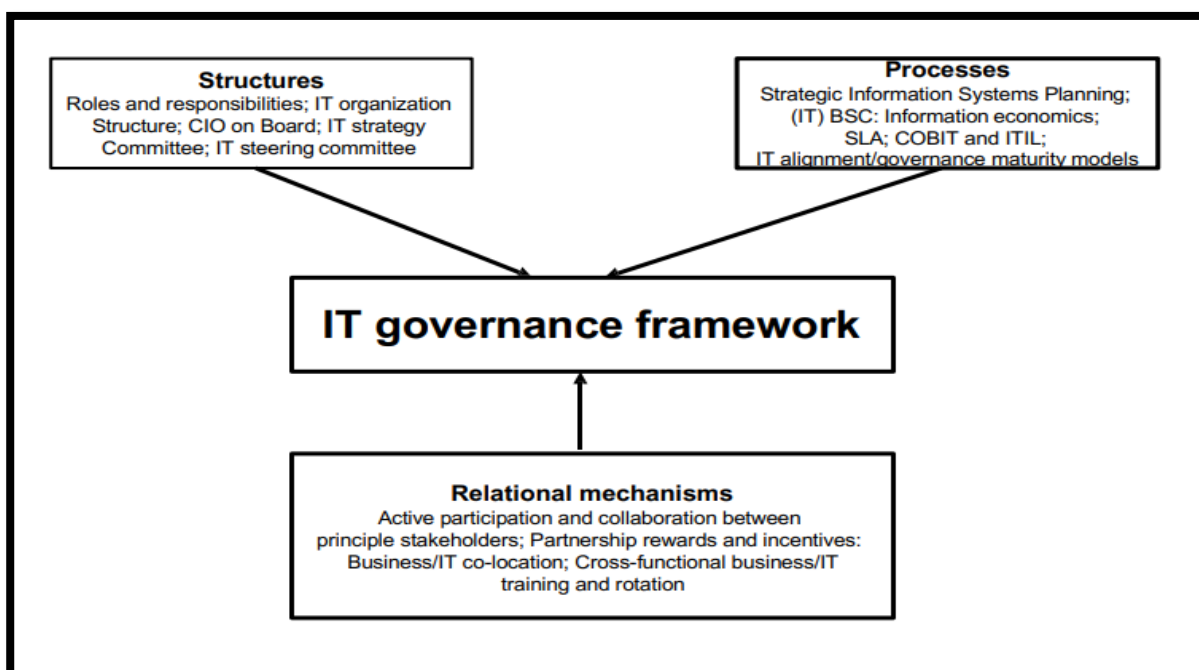 Structures
Roles and responsibilities; IT organization
Structure; CIO on Board; IT strategy
Committee; IT steering committee
Processes
Strategic Information Systems Planning;
(IT) BSC: Information economics;
SLA; COBIT and ITIL;
IT alignment/governance maturity models
IT governance framework
Relational mechanisms
Active participation and collaboration between
principle stakeholders; Partnership rewards and incentives:
Business/IT co-location; Cross-functional business/IT
training and rotation